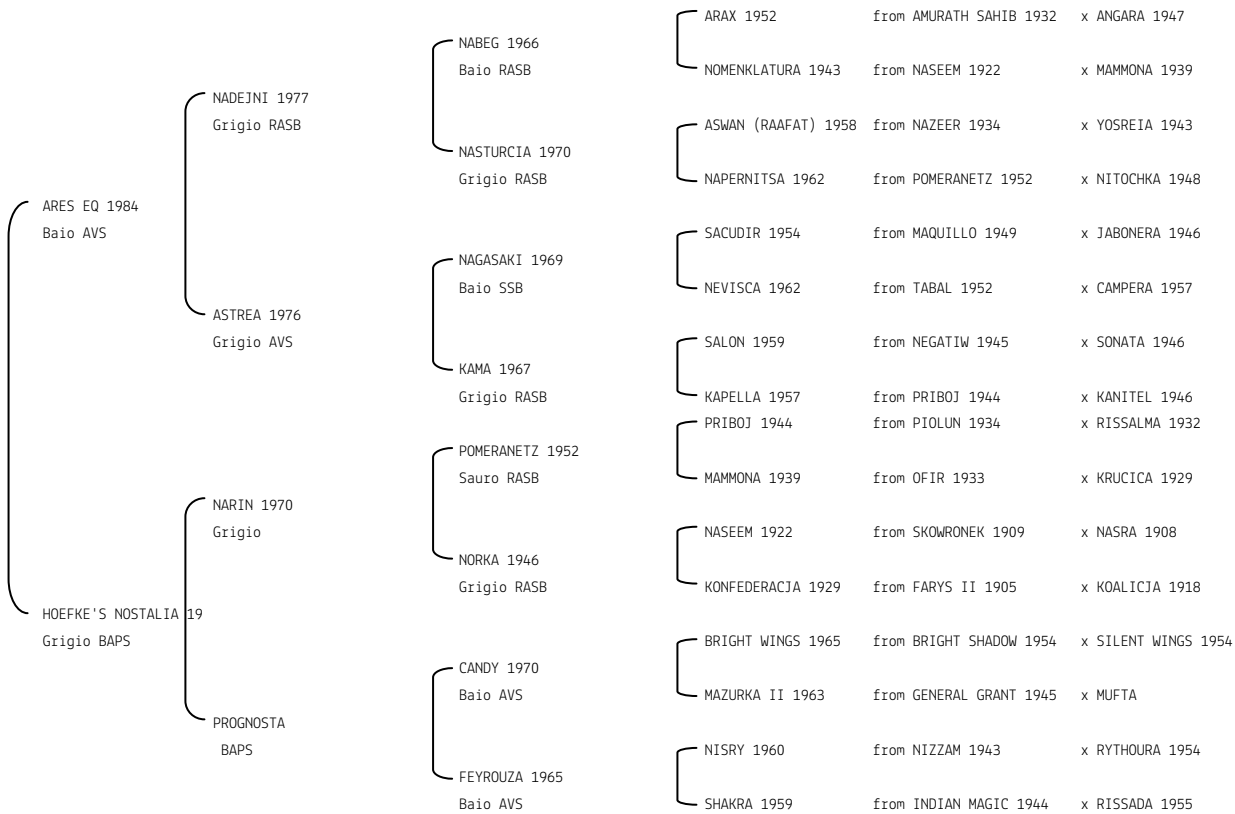 ARAX 1952 from AMURATH SAHIB 1932 x ANGARA 1947
NABEG 1966
Baio RASB NOMENKLATURA 1943 from NASEEM 1922 x MAMMONA 1939
NADEJNI 1977
Grigio RASB ASWAN (RAAFAT) 1958 from NAZEER 1934 x YOSREIA 1943
NASTURCIA 1970
Grigio RASB NAPERNITSA 1962 from POMERANETZ 1952 x NITOCHKA 1948
ARES EQ 1984
Baio AVS SACUDIR 1954 from MAQUILLO 1949 x JABONERA 1946
NAGASAKI 1969
Baio SSB NEVISCA 1962 from TABAL 1952 x CAMPERA 1957
ASTREA 1976
Grigio AVS SALON 1959 from NEGATIW 1945 x SONATA 1946
KAMA 1967
Grigio RASB KAPELLA 1957 from PRIBOJ 1944 x KANITEL 1946
PRIBOJ 1944 from PIOLUN 1934 x RISSALMA 1932
POMERANETZ 1952
Sauro RASB MAMMONA 1939 from OFIR 1933 x KRUCICA 1929
NARIN 1970
Grigio NASEEM 1922 from SKOWRONEK 1909 x NASRA 1908
NORKA 1946
Grigio RASB KONFEDERACJA 1929 from FARYS II 1905 x KOALICJA 1918
HOEFKE'S NOSTALIA 19
Grigio BAPS BRIGHT WINGS 1965 from BRIGHT SHADOW 1954 x SILENT WINGS 1954
CANDY 1970
Baio AVS MAZURKA II 1963 from GENERAL GRANT 1945 x MUFTA
PROGNOSTA
BAPS NISRY 1960 from NIZZAM 1943 x RYTHOURA 1954
FEYROUZA 1965
Baio AVS SHAKRA 1959 from INDIAN MAGIC 1944 x RISSADA 1955